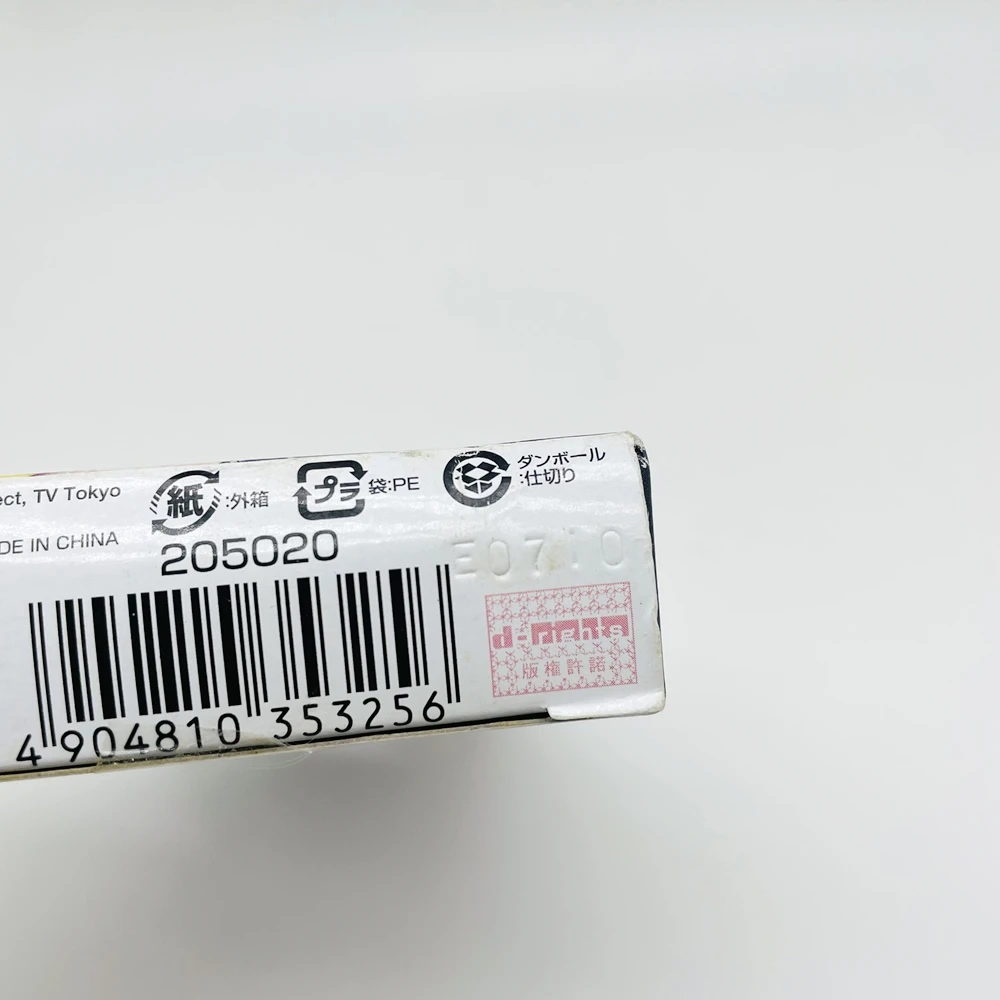 ect, TV Tokyo
紙 :外箱
プラ 袋:PE
ダンボール
:仕切り
DE IN CHINA
205020
E0710
d-rights
版権許諾
4 904810 353256